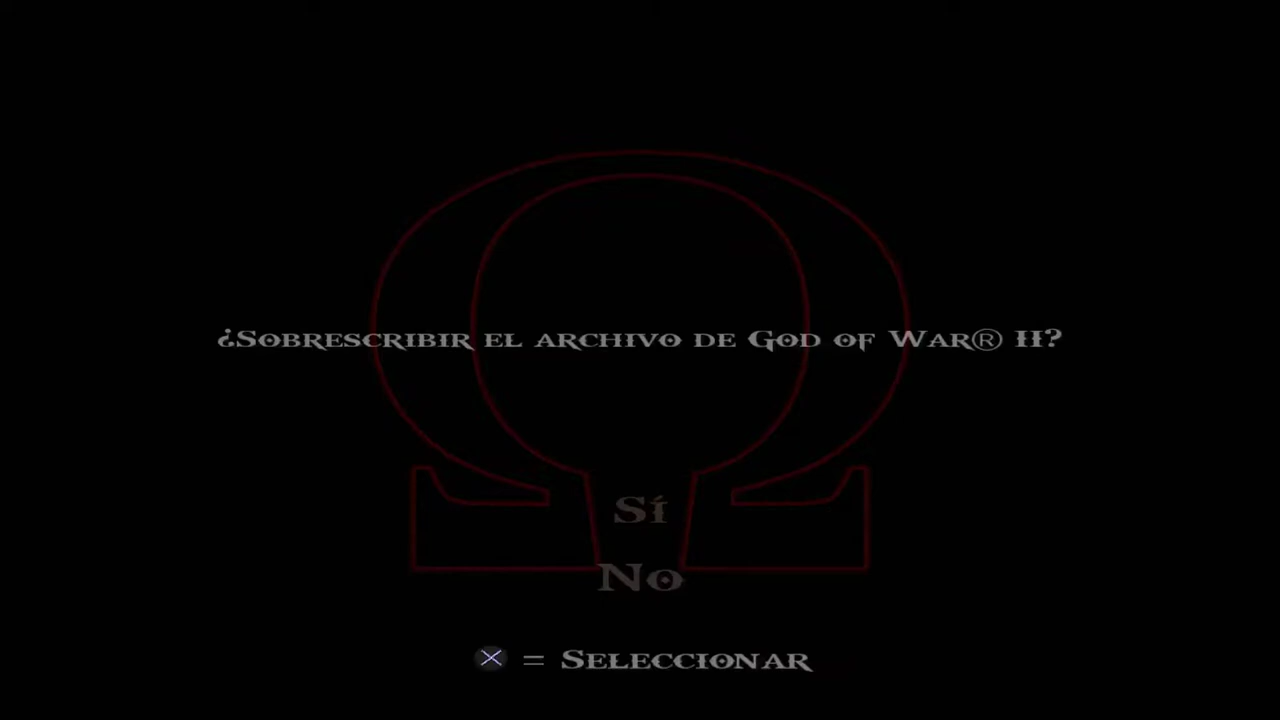 ¿Sobrescribir el archivo de God of War® II?
Sí
No
= Seleccionar